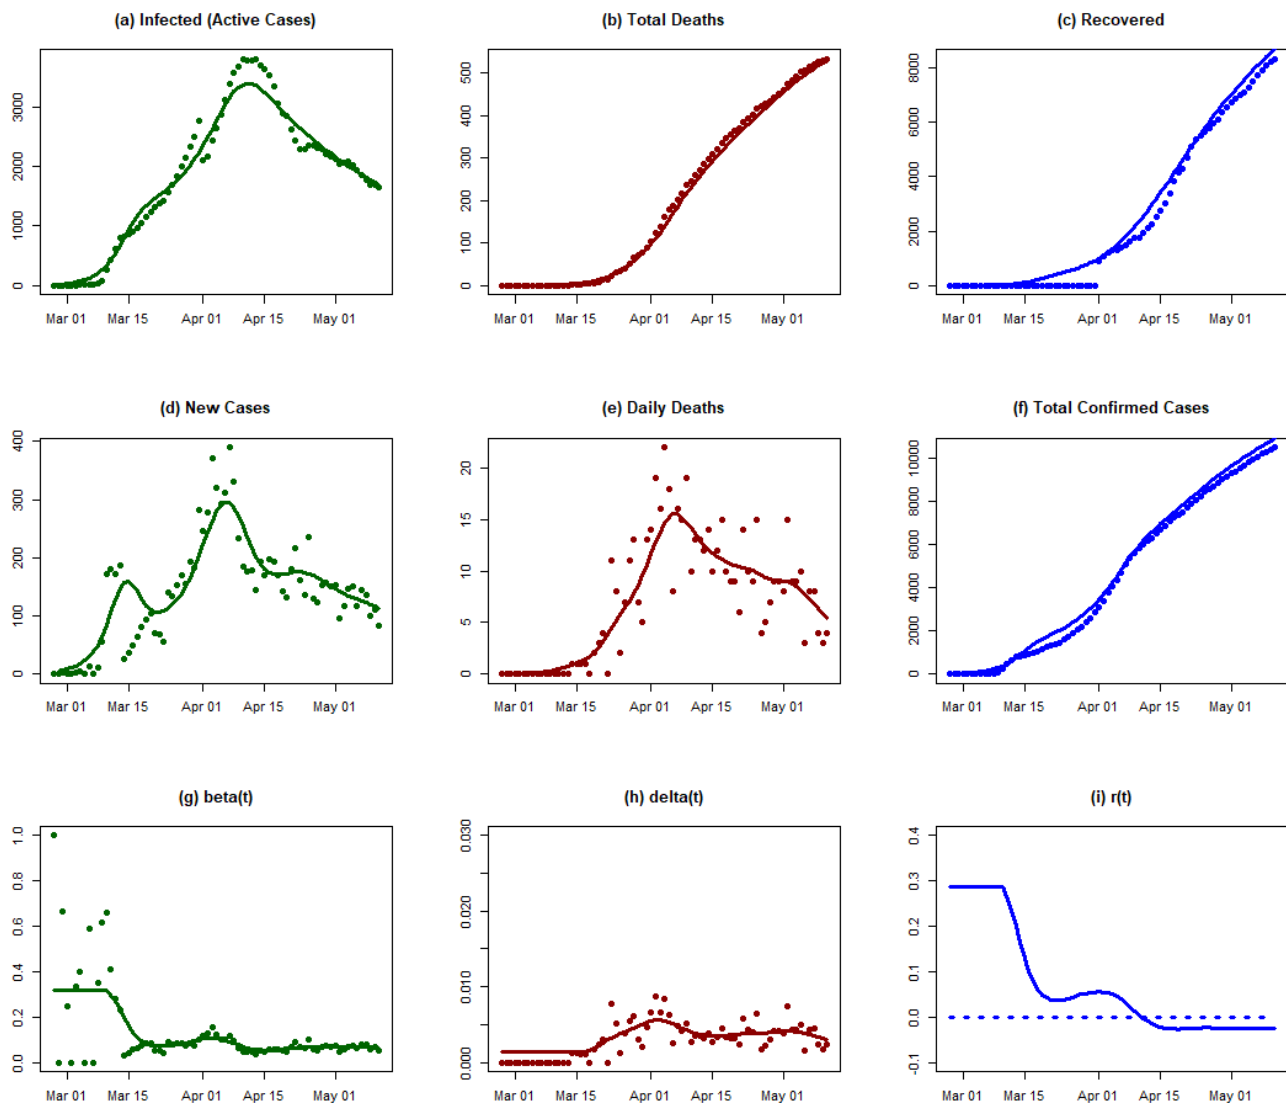 (a) Infected (Active Cases)
3000
2000
1000
0
Mar 01 Mar 15 Apr 01 Apr 15 May 01
(b) Total Deaths
500
400
300
200
100
0
Mar 01 Mar 15 Apr 01 Apr 15 May 01
(c) Recovered
8000
6000
4000
2000
0
Mar 01 Mar 15 Apr 01 Apr 15 May 01
(d) New Cases
400
300
200
100
0
Mar 01 Mar 15 Apr 01 Apr 15 May 01
(e) Daily Deaths
20
15
10
5
0
Mar 01 Mar 15 Apr 01 Apr 15 May 01
(f) Total Confirmed Cases
10000
8000
6000
4000
2000
0
Mar 01 Mar 15 Apr 01 Apr 15 May 01
(g) beta(t)
1.0
0.8
0.6
0.4
0.2
0.0
Mar 01 Mar 15 Apr 01 Apr 15 May 01
(h) delta(t)
0.030
0.020
0.010
0.000
Mar 01 Mar 15 Apr 01 Apr 15 May 01
(i) r(t)
0.4
0.3
0.2
0.1
0.0
-0.1
Mar 01 Mar 15 Apr 01 Apr 15 May 01